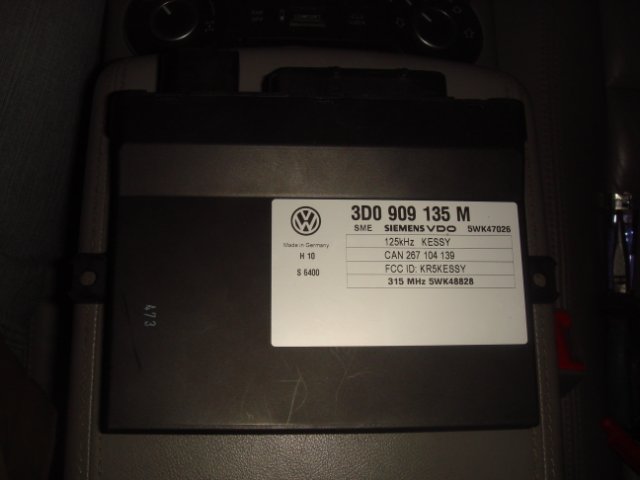 3D0 909 135 M
SME SIEMENS VDO 5WK47026
Made in Germany
125kHz KESSY
H 10
CAN 267 104 139
S 6400
FCC ID: KR5KESSY
315 MHz 5WK48828
473